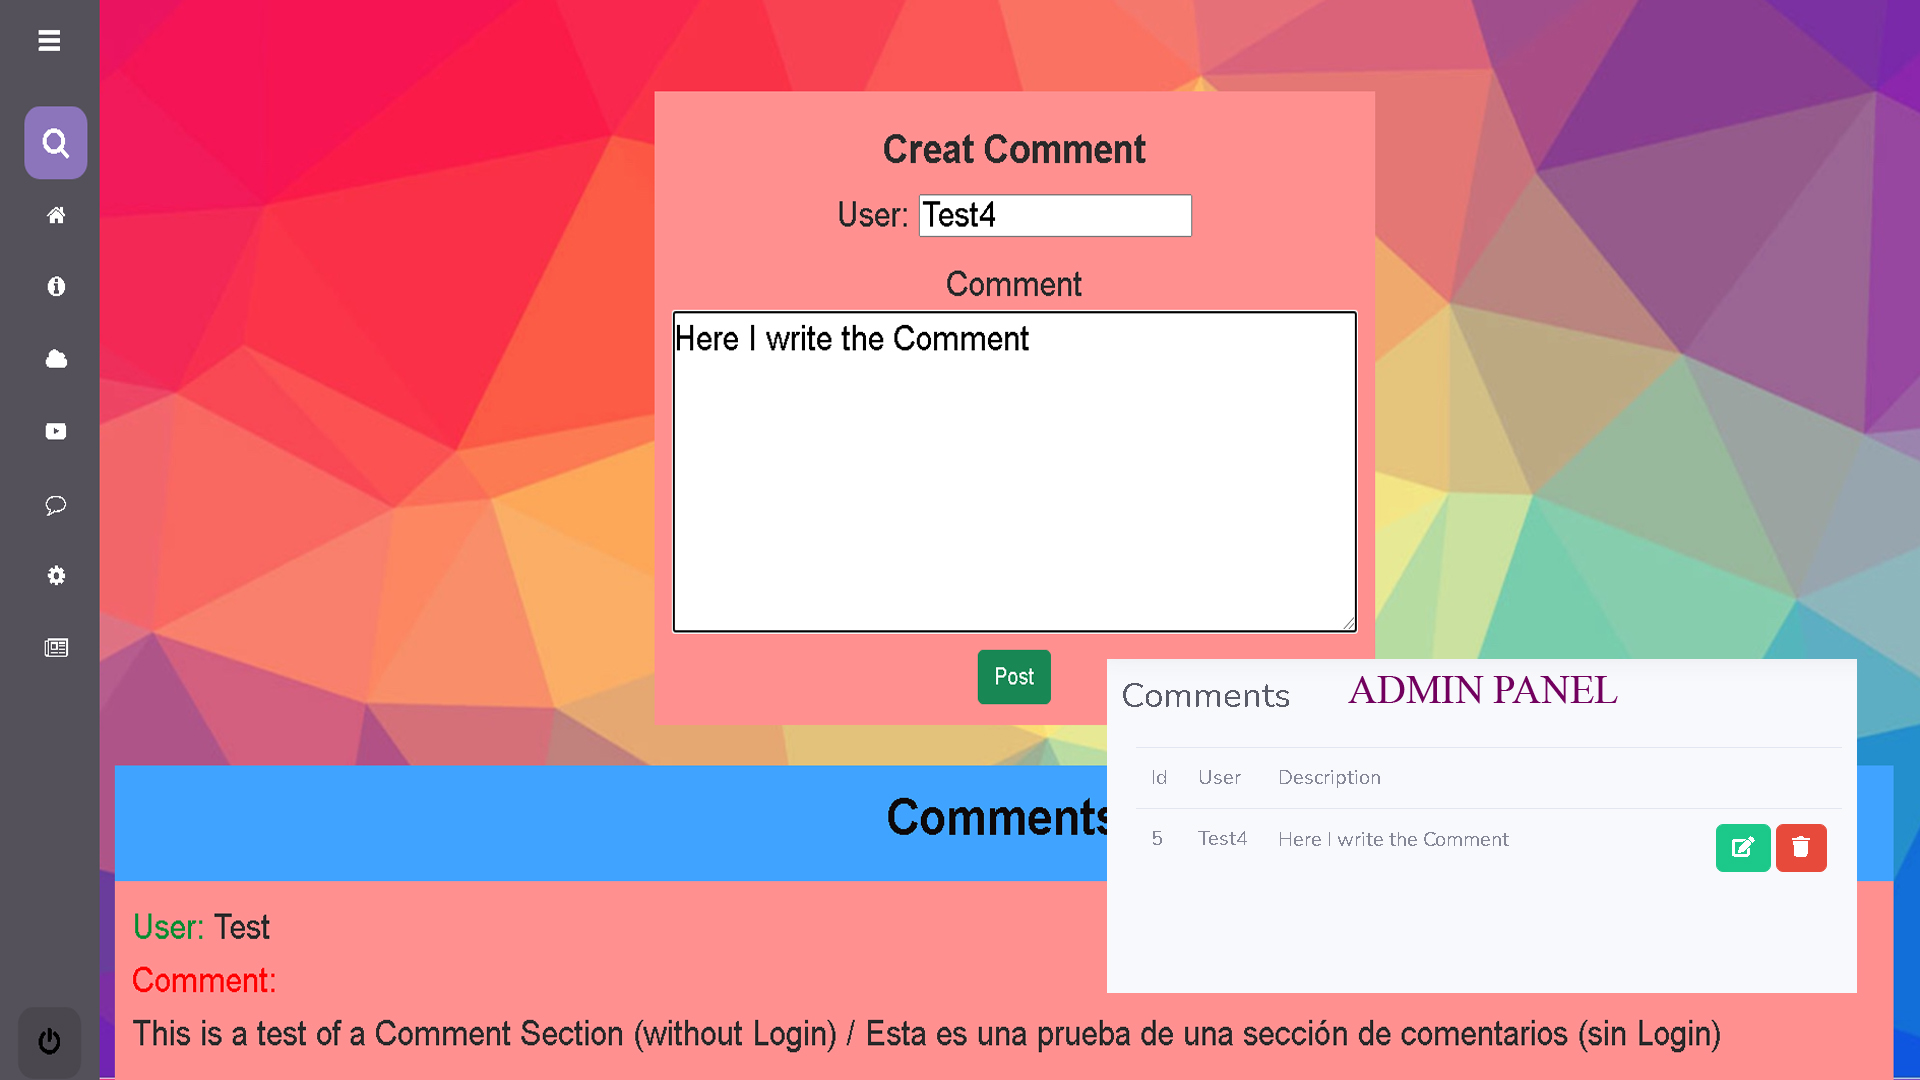 Creat Comment
User: Test4
Comment
Here I write the Comment
Post
Comments
User: Test
Comment:
This is a test of a Comment Section (without Login) / Esta es una prueba de una sección de comentarios (sin Login)
Comments ADMIN PANEL
Id User Description
5 Test4 Here I write the Comment